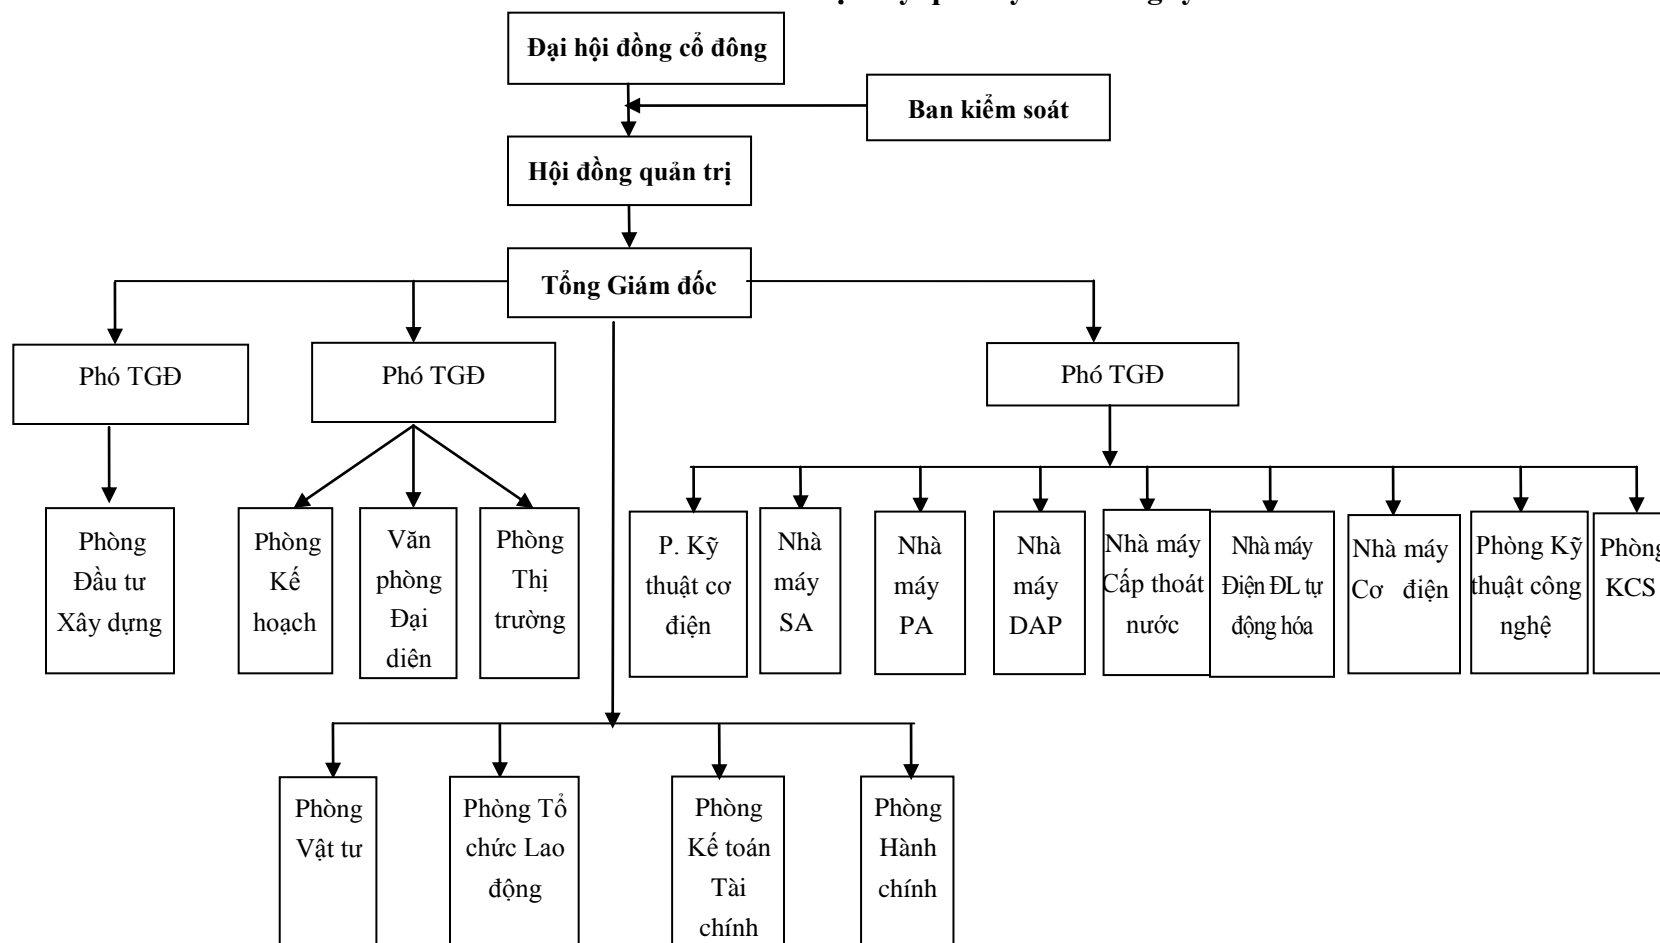 Đại hội đồng cổ đông
Ban kiểm soát
Hội đồng quản trị
Tổng Giám đốc
Phó TGĐ
Phó TGĐ
Phó TGĐ
Phòng
Đầu tư
Xây dựng
Phòng
Kế
hoạch
Văn
phòng
Đại
diên
Phòng
Thị
trường
P. Kỹ
thuật cơ
điện
Nhà
máy
SA
Nhà
máy
PA
Nhà
máy
DAP
Nhà máy
Cấp thoát
nước
Nhà máy
Điện ĐL tự
động hóa
Nhà máy
Cơ điện
Phòng Kỹ
thuật công
nghệ
Phòng
KCS
Phòng
Vật tư
Phòng Tổ
chức Lao
động
Phòng
Kế toán
Tài
chính
Phòng
Hành
chính